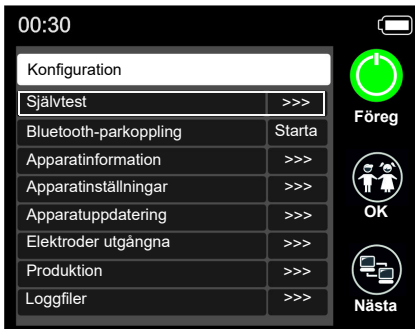 00:30
Konfiguration
Självtest >>>
Bluetooth-parkoppling Starta
Apparatinformation >>>
Apparatinställningar >>>
Apparatuppdatering >>>
Elektroder utgångna >>>
Produktion >>>
Loggfiler >>>
Föreg
OK
Nästa